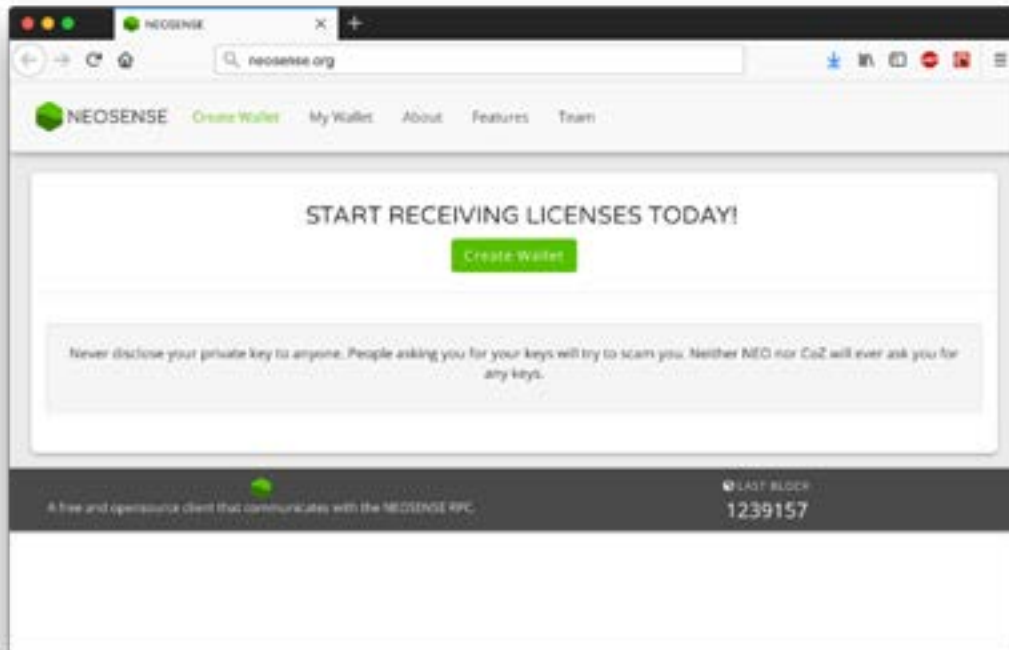 NEOSENSE
neosense.org
NEOSENSE Create Wallet My Wallet About Features Team
START RECEIVING LICENSES TODAY!
Create Wallet
Never disclose your private key to anyone. People asking you for your keys will try to scam you. Neither NEO nor CoZ will ever ask you for
any keys.
A free and opensource client that communicates with the NEOSENSE RPC.
LAST BLOCK
1239157